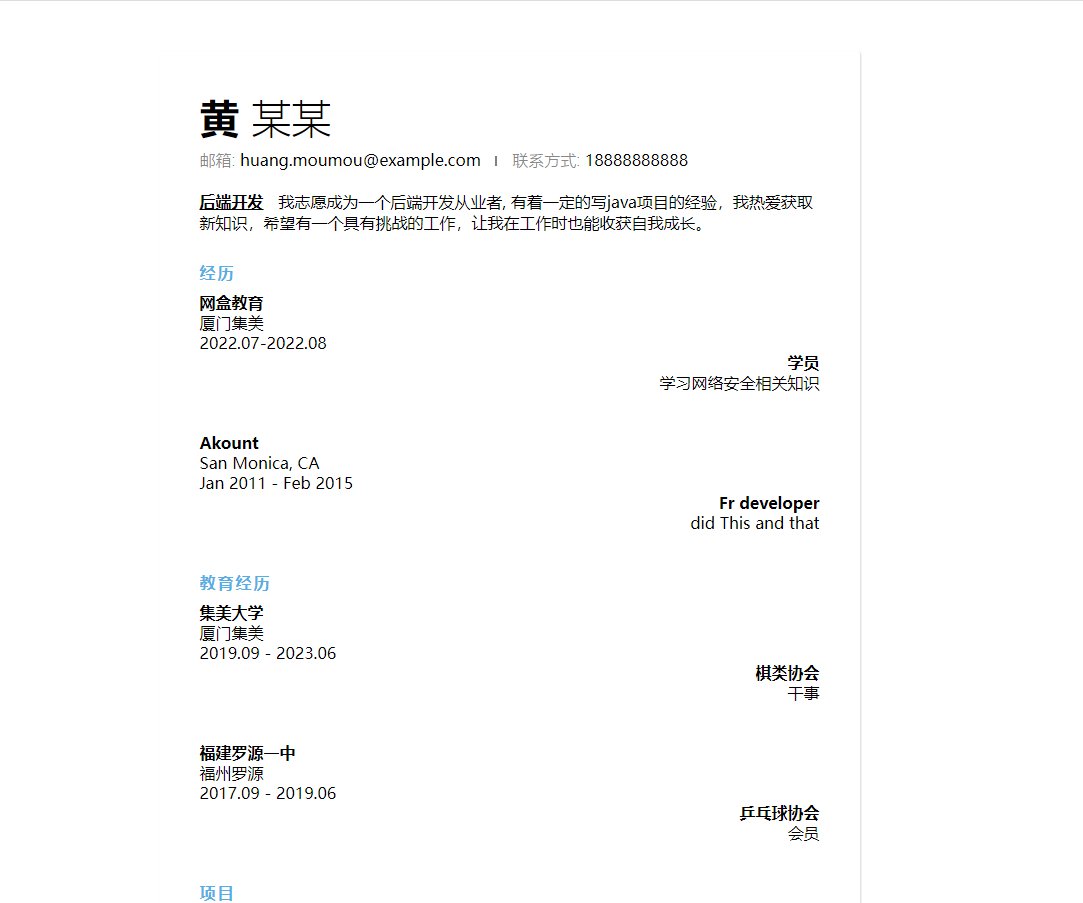 黄 某某
邮箱: huang.moumou@example.com | 联系方式: 18888888888
后端开发 我志愿成为一个后端开发从业者, 有着一定的写java项目的经验，我热爱获取
新知识，希望有一个具有挑战的工作，让我在工作时也能收获自我成长。
经历
网盒教育
厦门集美
2022.07-2022.08
学员
学习网络安全相关知识
Akount
San Monica, CA
Jan 2011 - Feb 2015
Fr developer
did This and that
教育经历
集美大学
厦门集美
2019.09 - 2023.06
棋类协会
干事
福建罗源一中
福州罗源
2017.09 - 2019.06
乒乓球协会
会员
项目